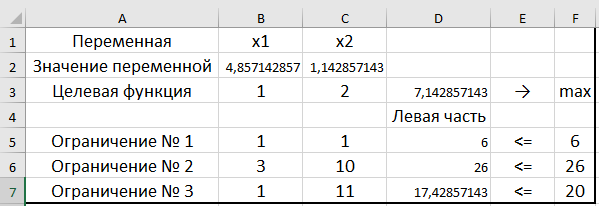 A B C D E F
1 Переменная x1 x2
2 Значение переменной 4,857142857 1,142857143
3 Целевая функция 1 2 7,142857143 → max
4 Левая часть
5 Ограничение № 1 1 1 6 <= 6
6 Ограничение № 2 3 10 26 <= 26
7 Ограничение № 3 1 11 17,42857143 <= 20